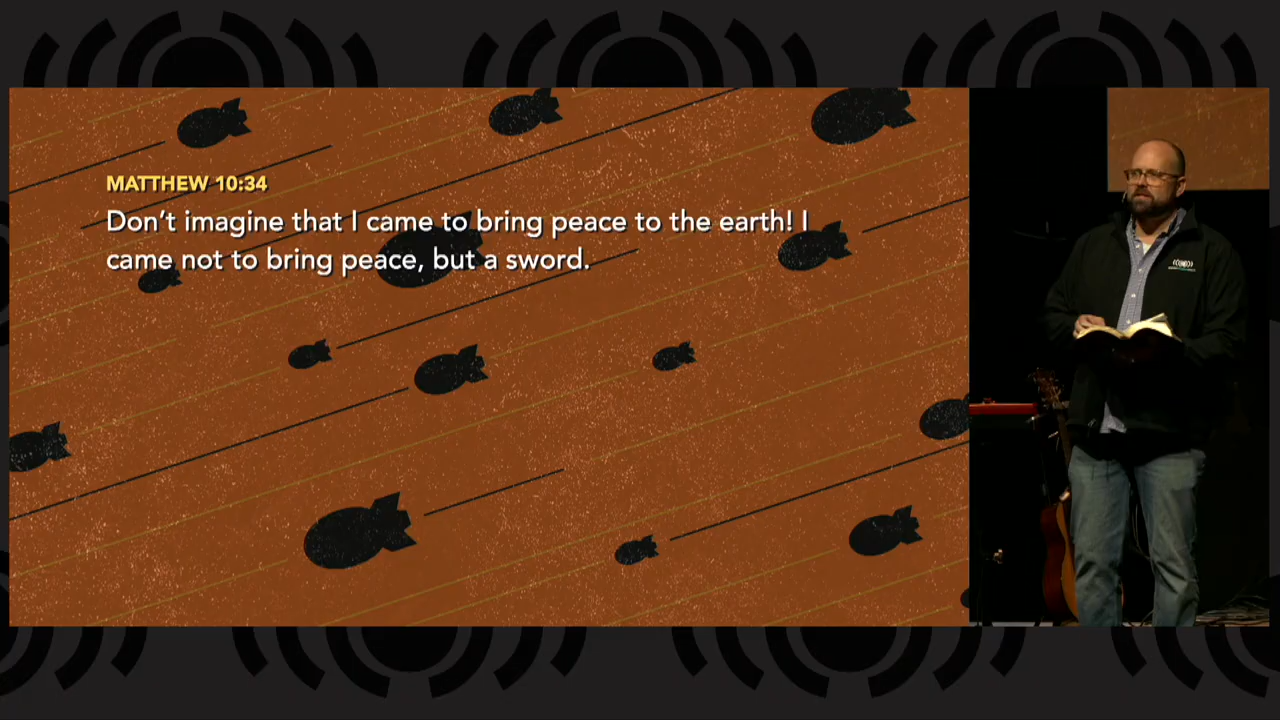 MATTHEW 10:34
Don't imagine that I came to bring peace to the earth! I
came not to bring peace, but a sword.